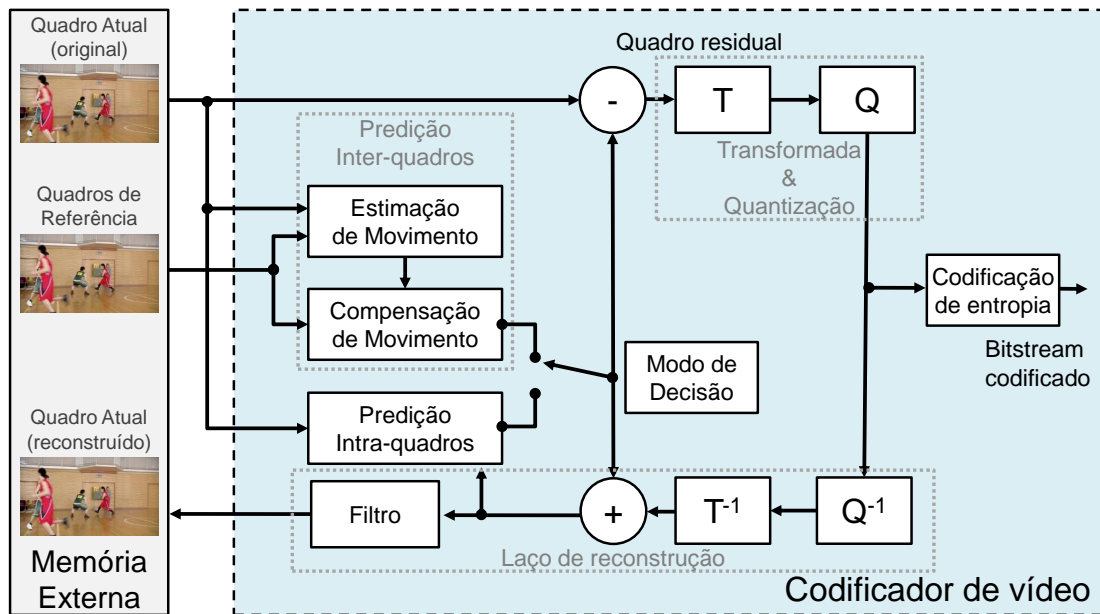 Quadro Atual
(original)
Quadros de
Referência
Quadro Atual
(reconstruído)
Memória
Externa
Quadro residual
-
T
Q
Transformada
&
Quantização
Predição
Inter-quadros
Estimação
de Movimento
Compensação
de Movimento
Predição
Intra-quadros
Modo de
Decisão
Codificação
de entropia
Bitstream
codificado
Filtro
+
T-1
Q-1
Laço de reconstrução
Codificador de vídeo